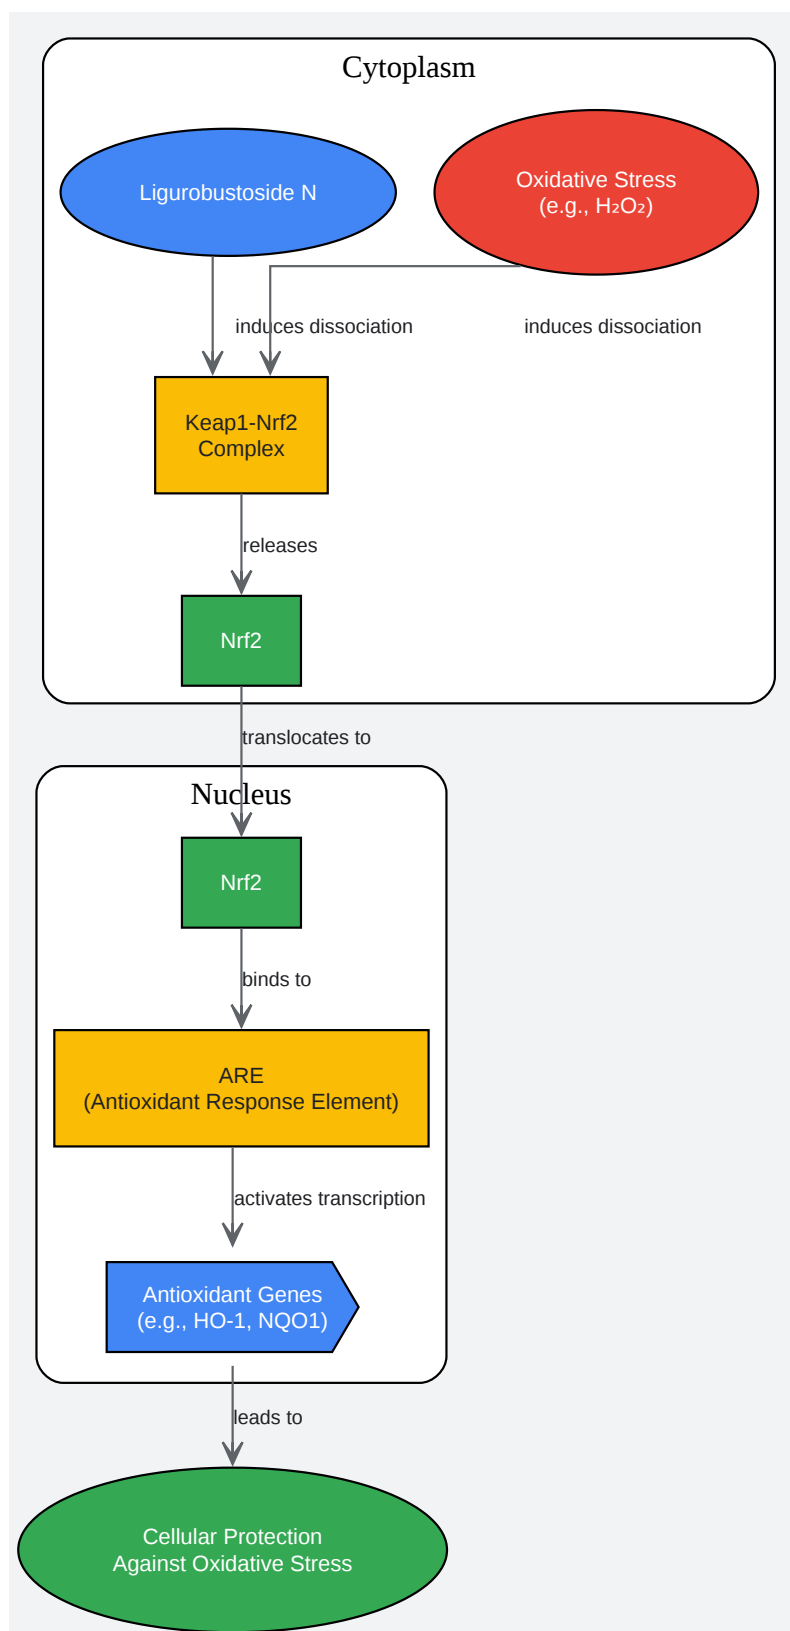 Cytoplasm
Ligurobustoside N
Oxidative Stress
(e.g., H₂O₂)
induces dissociation
induces dissociation
Keap1-Nrf2
Complex
releases
Nrf2
translocates to
Nucleus
Nrf2
binds to
ARE
(Antioxidant Response Element)
activates transcription
Antioxidant Genes
(e.g., HO-1, NQO1)
leads to
Cellular Protection
Against Oxidative Stress